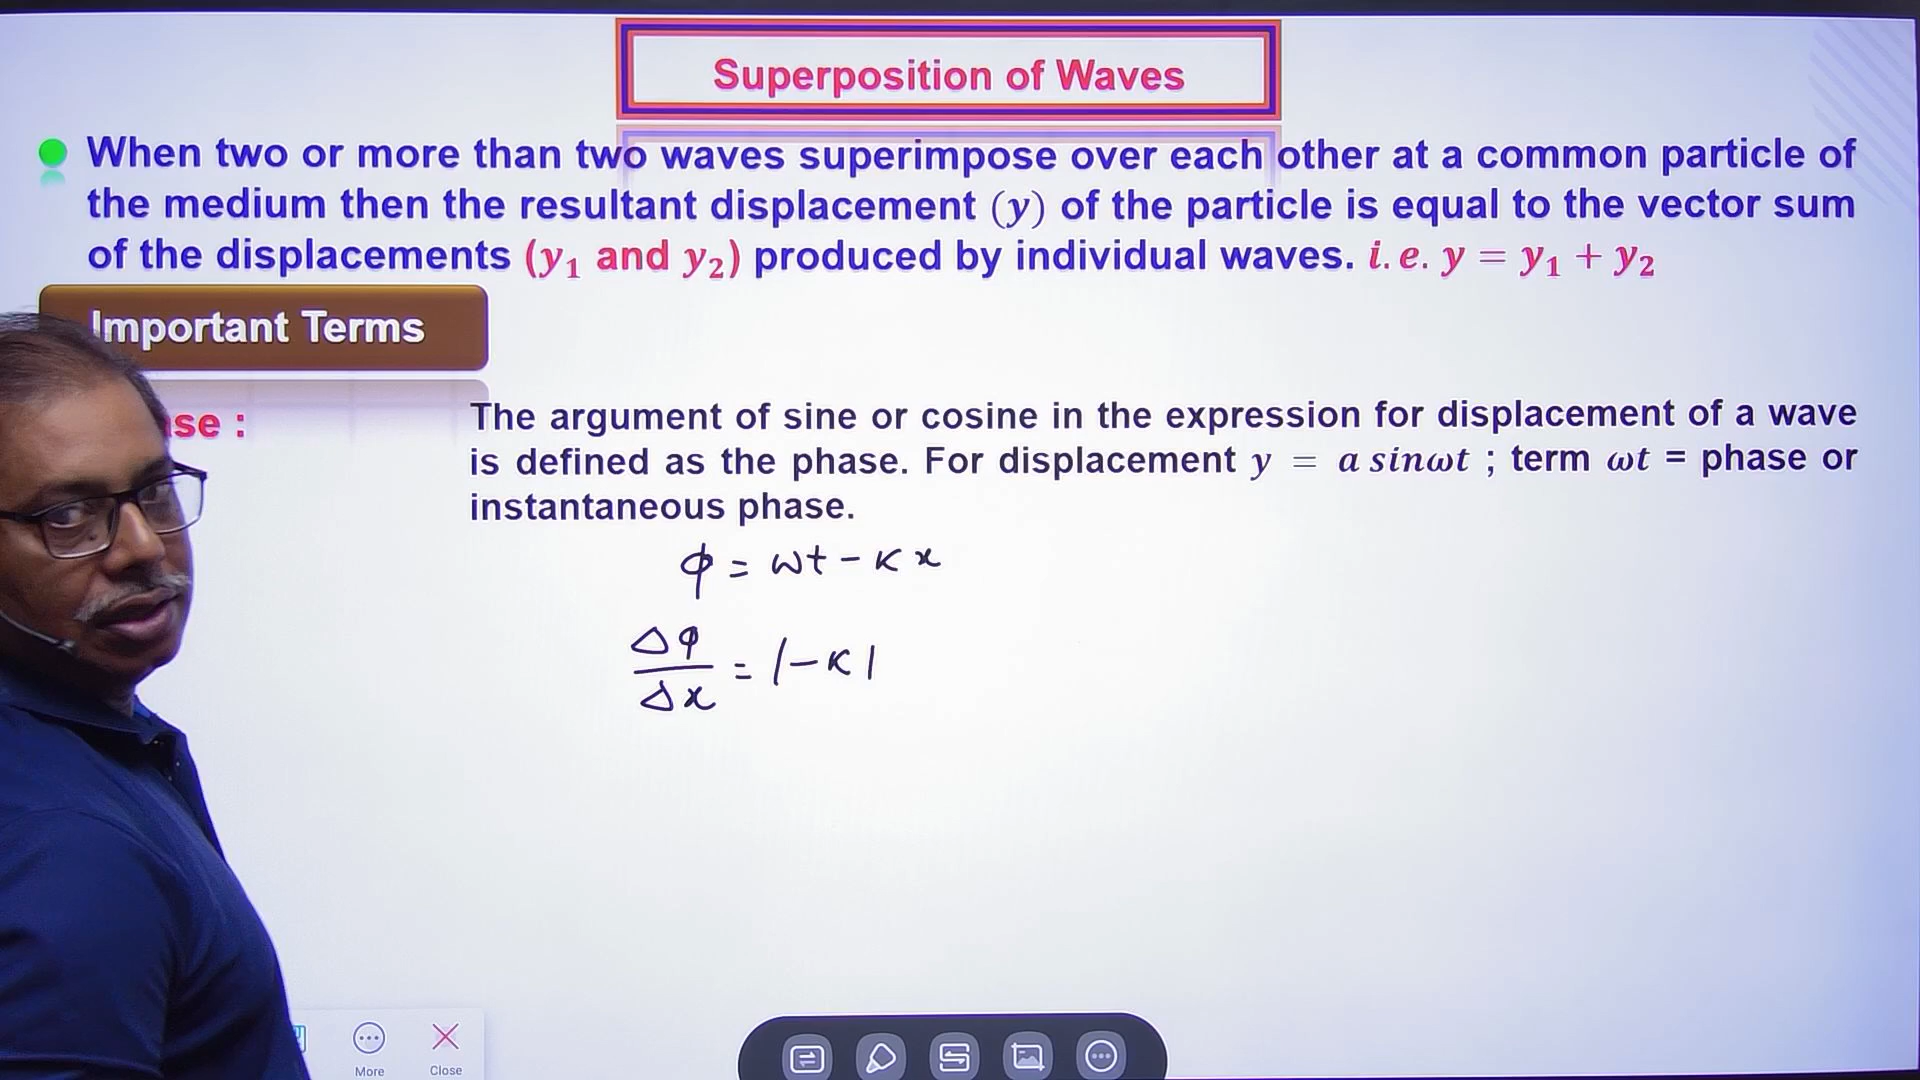 Superposition of Waves
When two or more than two waves superimpose over each other at a common particle of
the medium then the resultant displacement (y) of the particle is equal to the vector sum
of the displacements (y₁ and y₂) produced by individual waves. i.e. y = y₁ + y₂
Important Terms
The argument of sine or cosine in the expression for displacement of a wave
is defined as the phase. For displacement y = a sinωt ; term ωt = phase or
instantaneous phase.
ϕ = ωt - K x
Δϕ/Δx = |-K|
More Close